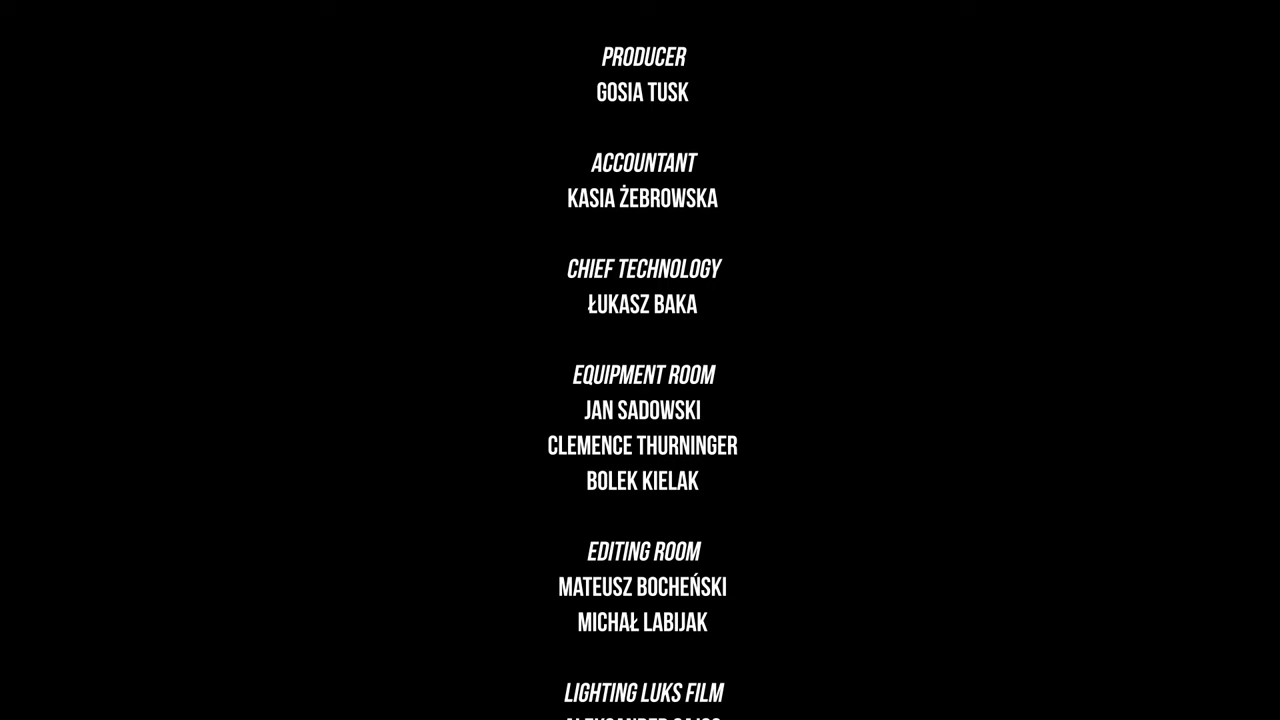 PRODUCER
GOSIA TUSK
ACCOUNTANT
KASIA ŻEBROWSKA
CHIEF TECHNOLOGY
ŁUKASZ BAKA
EQUIPMENT ROOM
JAN SADOWSKI
CLEMENCE THURNINGER
BOLEK KIELAK
EDITING ROOM
MATEUSZ BOCHEŃSKI
MICHAŁ LABIJAK
LIGHTING LUKS FILM